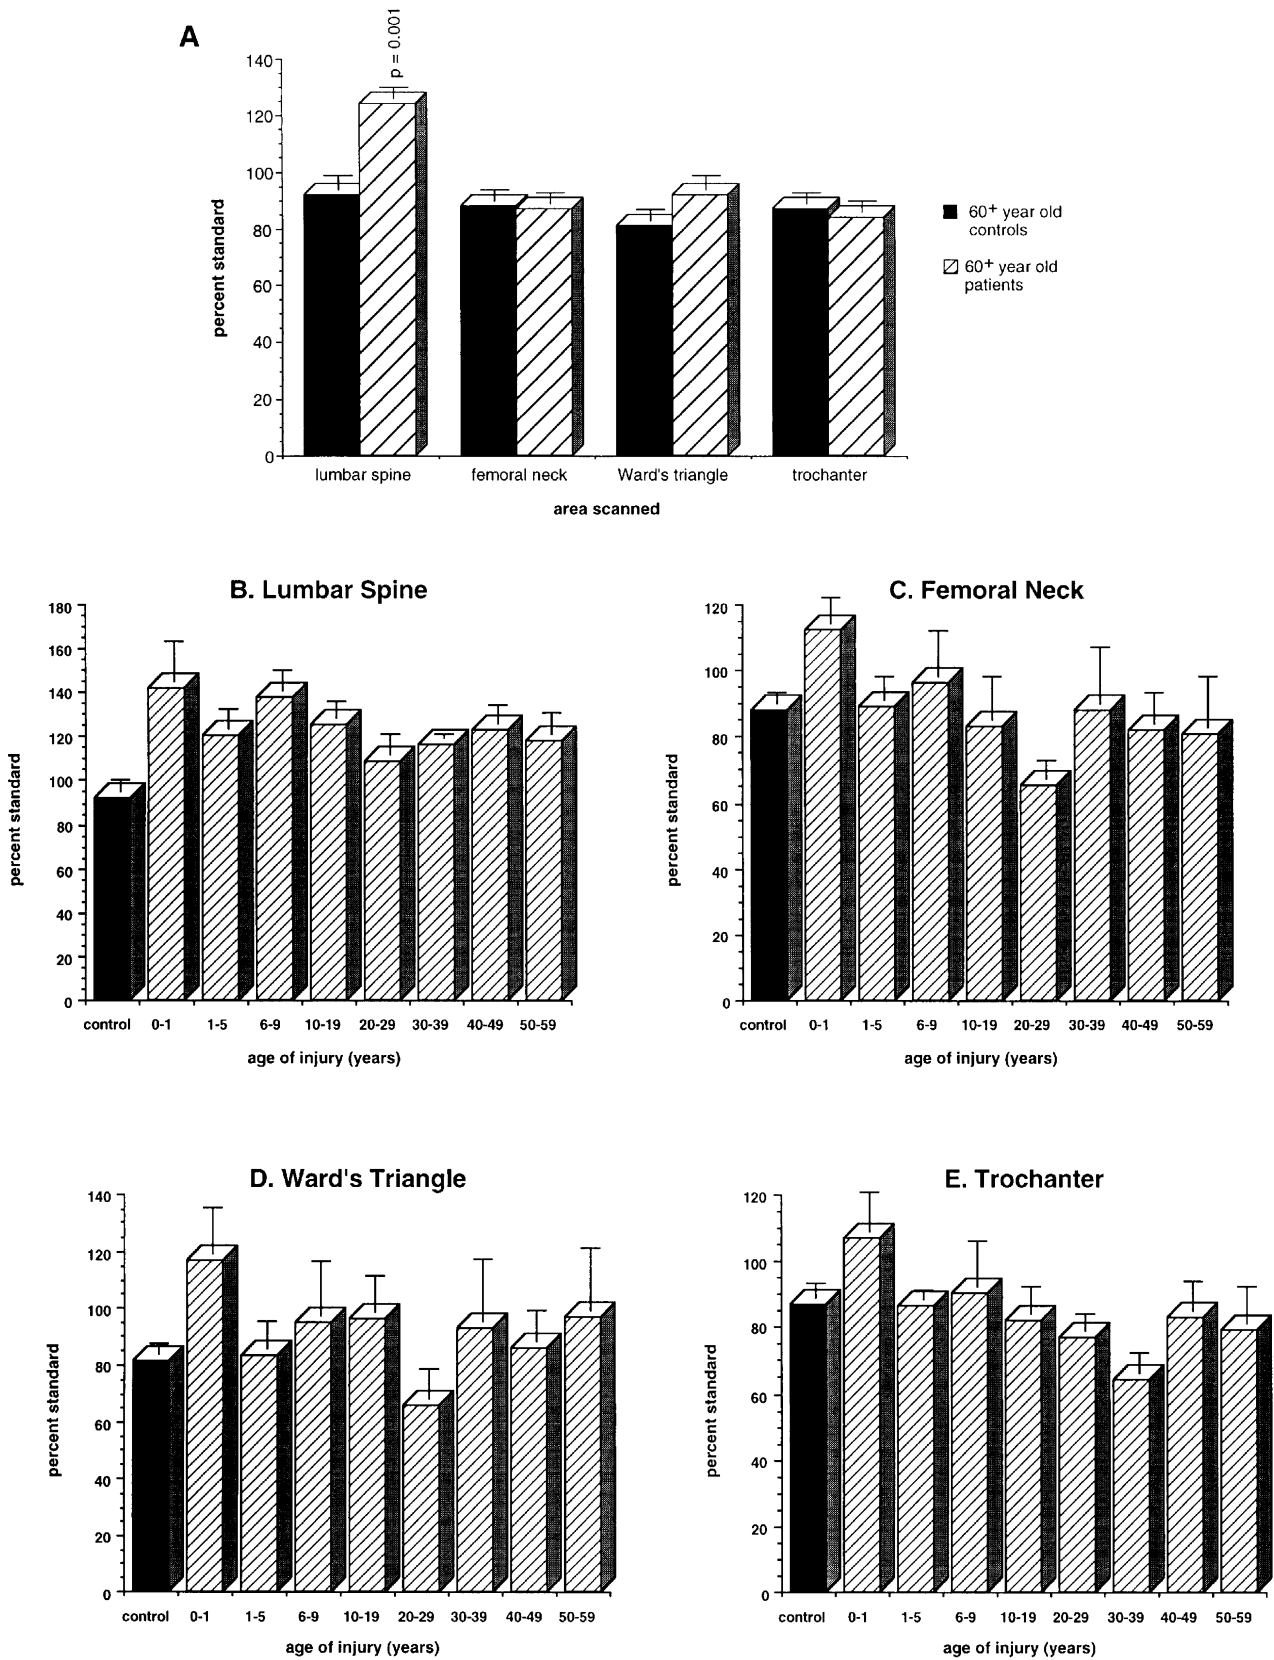 A
p = 0.001
140
120
100
80
60
40
20
0
percent standard
lumbar spine femoral neck Ward's triangle trochanter
area scanned
60+ year old
controls
60+ year old
patients
B. Lumbar Spine
180
160
140
120
100
80
60
40
20
0
percent standard
control 0-1 1-5 6-9 10-19 20-29 30-39 40-49 50-59
age of injury (years)
C. Femoral Neck
120
100
80
60
40
20
0
percent standard
control 0-1 1-5 6-9 10-19 20-29 30-39 40-49 50-59
age of injury (years)
D. Ward's Triangle
140
120
100
80
60
40
20
0
percent standard
control 0-1 1-5 6-9 10-19 20-29 30-39 40-49 50-59
age of injury (years)
E. Trochanter
120
100
80
60
40
20
0
percent standard
control 0-1 1-5 6-9 10-19 20-29 30-39 40-49 50-59
age of injury (years)